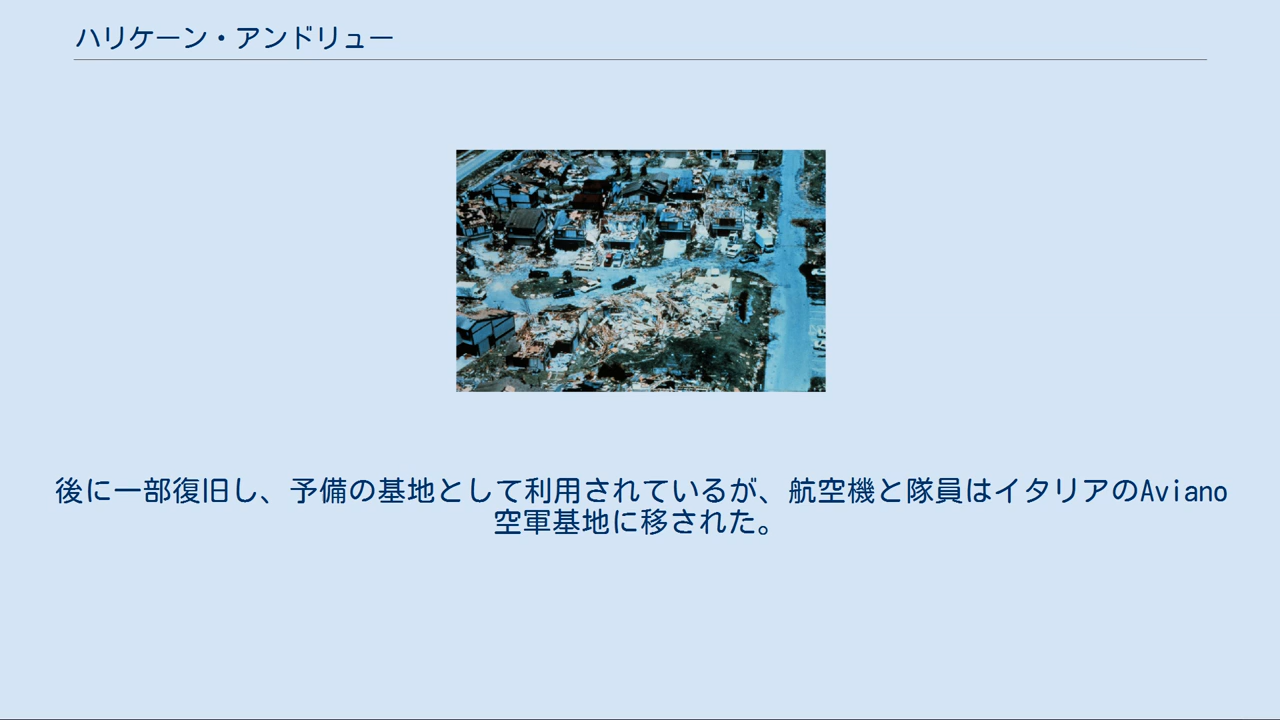 ハリケーン・アンドリュー
後に一部復旧し、予備の基地として利用されているが、航空機と隊員はイタリアのAviano
空軍基地に移された。